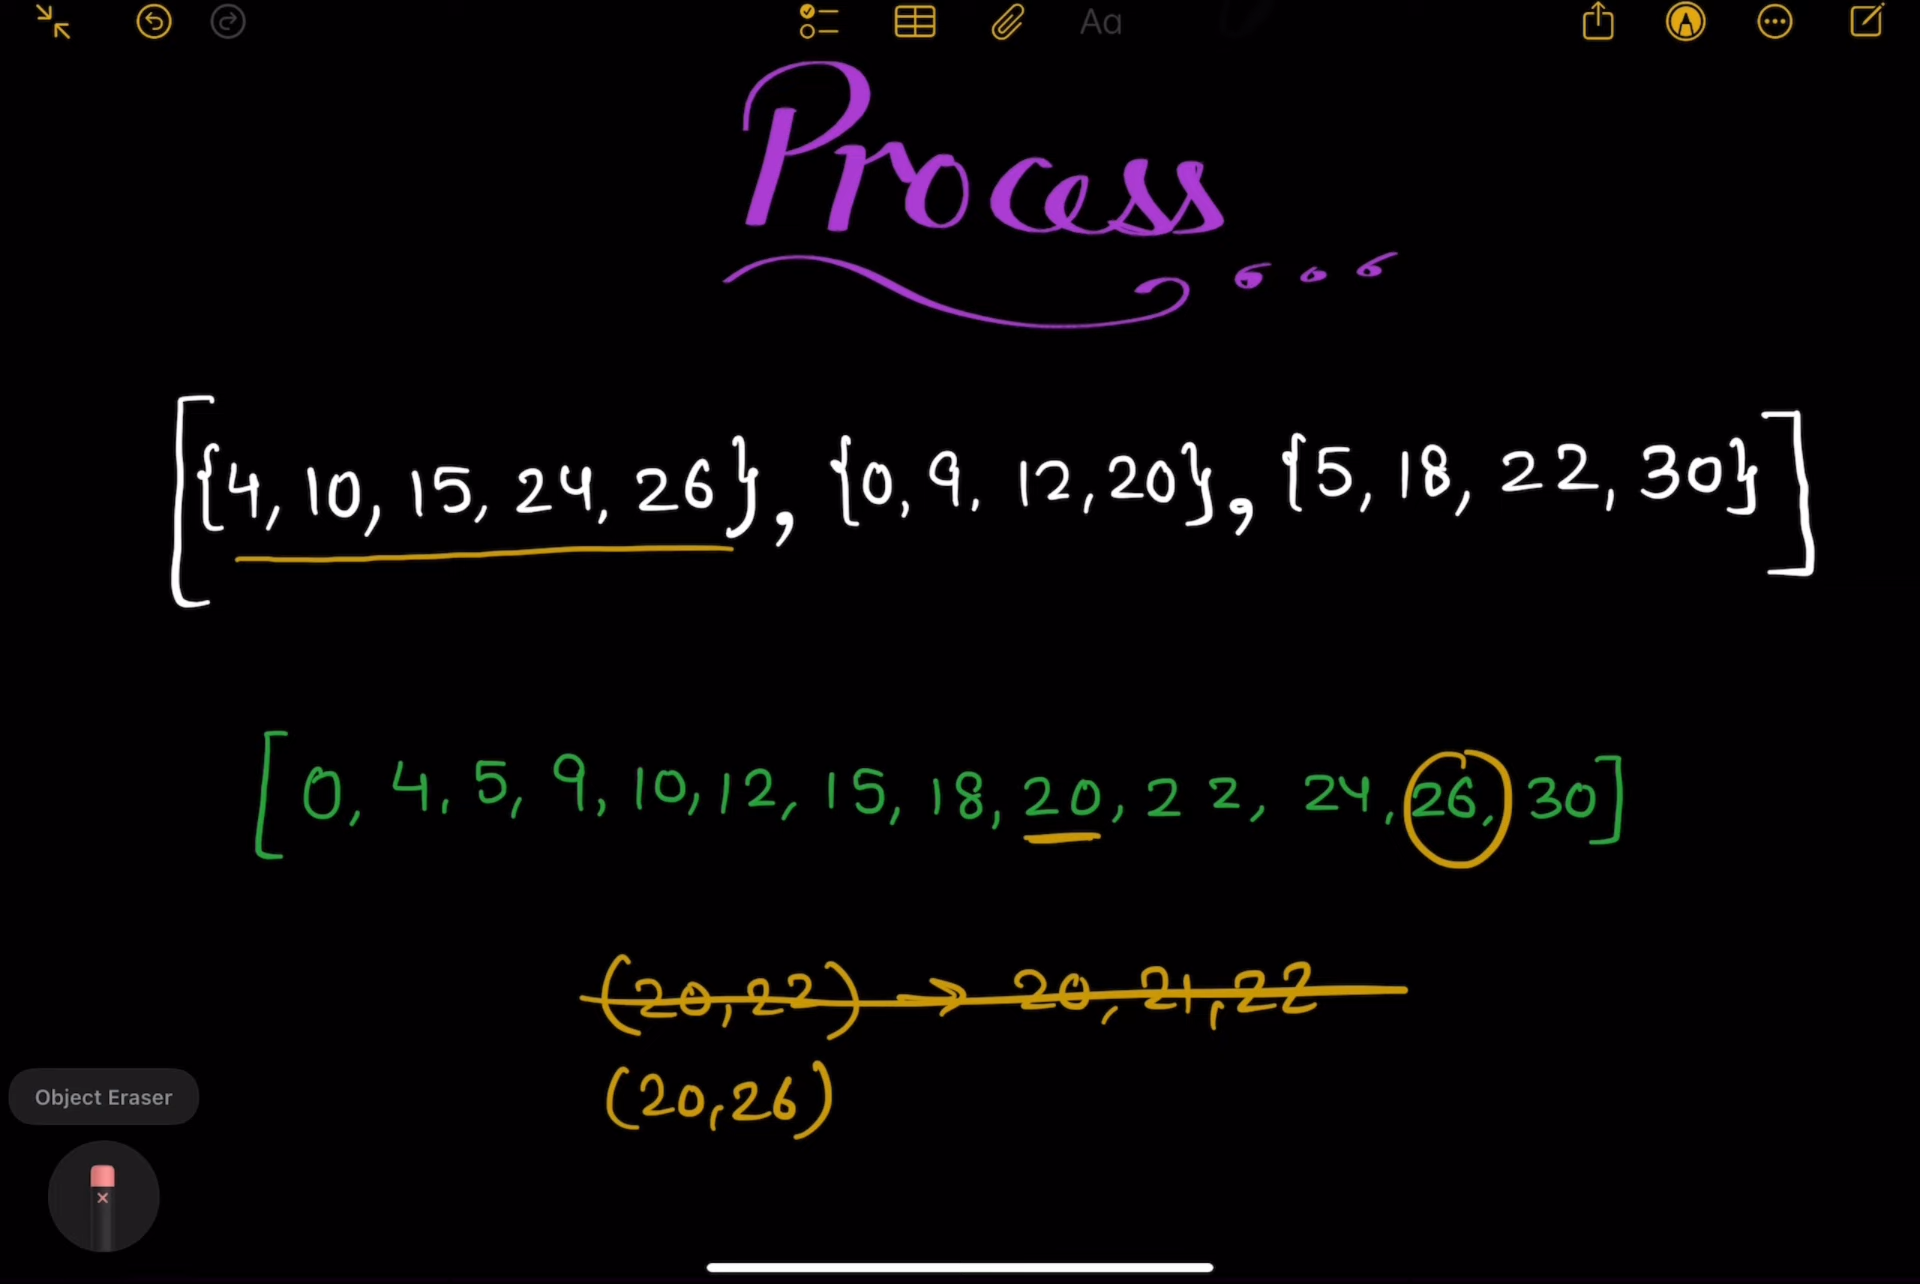 Aa
Process...
[{4, 10, 15, 24, 26}, {0, 9, 12, 20}, {5, 18, 22, 30}]
[0, 4, 5, 9, 10, 12, 15, 18, 20, 22, 24, 26, 30]
(20, 22) → 20, 21, 22
(20, 26)
Object Eraser